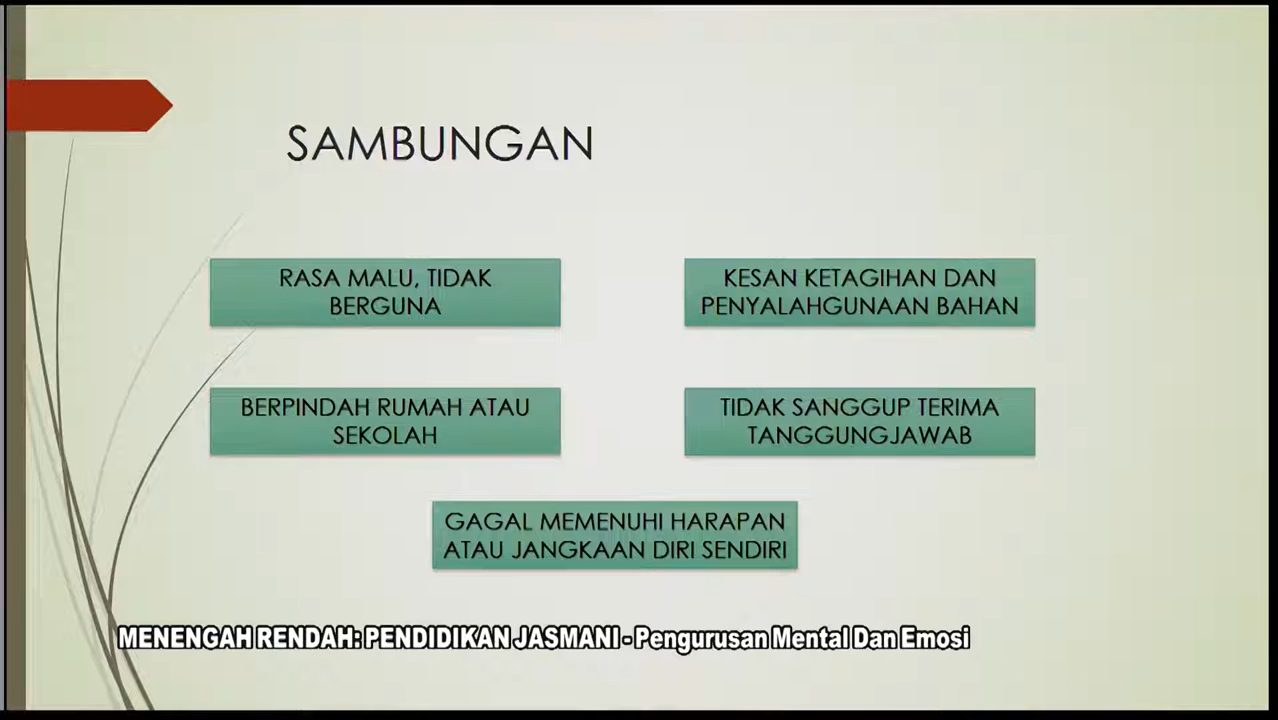 SAMBUNGAN
RASA MALU, TIDAK
BERGUNA
KESAN KETAGIHAN DAN
PENYALAHGUNAAN BAHAN
BERPINDAH RUMAH ATAU
SEKOLAH
TIDAK SANGGUP TERIMA
TANGGUNGJAWAB
GAGAL MEMENUHI HARAPAN
ATAU JANGKAAN DIRI SENDIRI
MENENGAH RENDAH: PENDIDIKAN JASMANI - Pengurusan Mental Dan Emosi